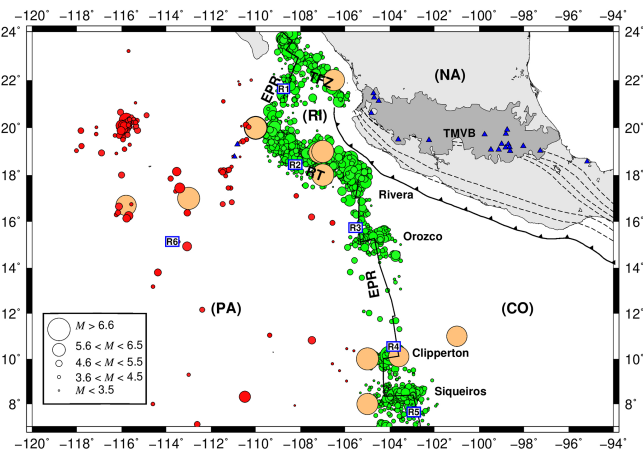 −120 −118 −116 −114 −112 −110 −108 −106 −104 −102 −100 −98 −96 −94
24 24
22 22
20 20
18 18
16 16
14 14
12 12
10 10
8 8
−120 −118 −116 −114 −112 −110 −108 −106 −104 −102 −100 −98 −96 −94
TFZ
(NA)
EPR
R1
(RI)
TMVB
R2
RT
Rivera
R3
Orozco
R6
EPR
(PA)
(CO)
R4
Clipperton
Siqueiros
R5
M > 6.6
5.6 < M < 6.5
4.6 < M < 5.5
3.6 < M < 4.5
M < 3.5